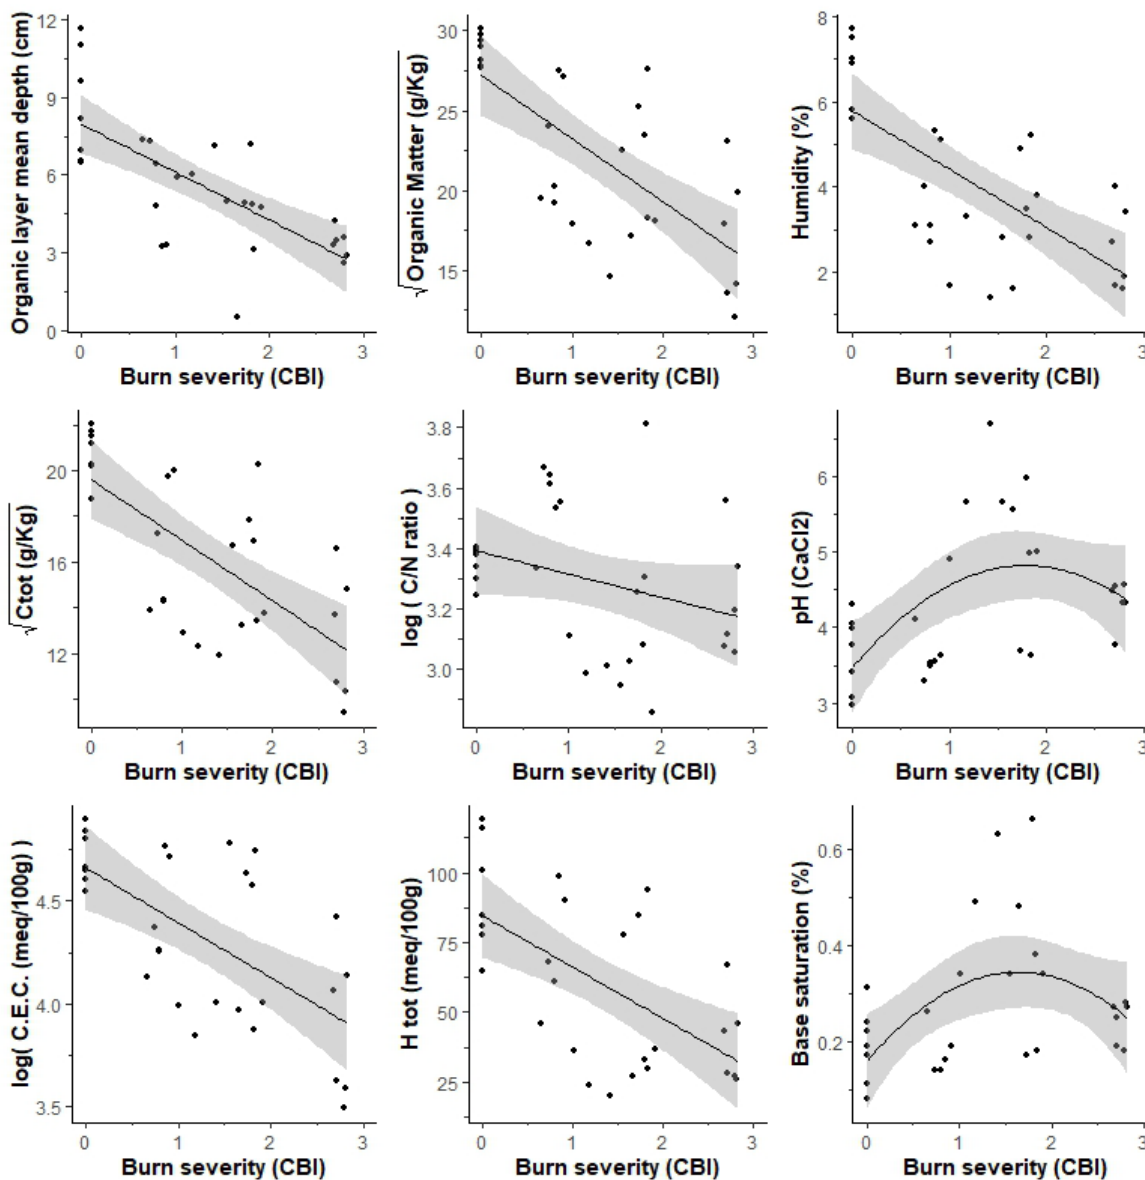 Organic layer mean depth (cm)
12
9
6
3
0
0 1 2 3
Burn severity (CBI)
√Organic Matter (g/Kg)
30
25
20
15
0 1 2 3
Burn severity (CBI)
Humidity (%)
8
6
4
2
0 1 2 3
Burn severity (CBI)
√Ctot (g/Kg)
20
16
12
0 1 2 3
Burn severity (CBI)
log( C/N ratio )
3.8
3.6
3.4
3.2
3.0
0 1 2 3
Burn severity (CBI)
pH (CaCl2)
6
5
4
3
0 1 2 3
Burn severity (CBI)
log( C.E.C. (meq/100g) )
4.5
4.0
3.5
0 1 2 3
Burn severity (CBI)
H tot (meq/100g)
100
75
50
25
0 1 2 3
Burn severity (CBI)
Base saturation (%)
0.6
0.4
0.2
0 1 2 3
Burn severity (CBI)